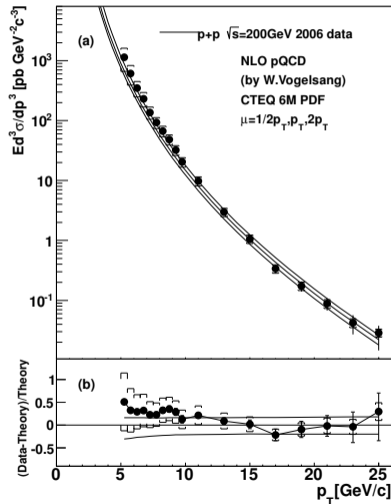 (a)
p+p √s=200GeV 2006 data
NLO pQCD
(by W.Vogelsang)
CTEQ 6M PDF
μ=1/2p_T,p_T,2p_T
Ed³σ/dp³ [pb GeV⁻²c⁻³]
10³
10²
10
1
10⁻¹
(b)
(Data-Theory)/Theory
1
0.5
0
-0.5
0 5 10 15 20 25
p_T[GeV/c]